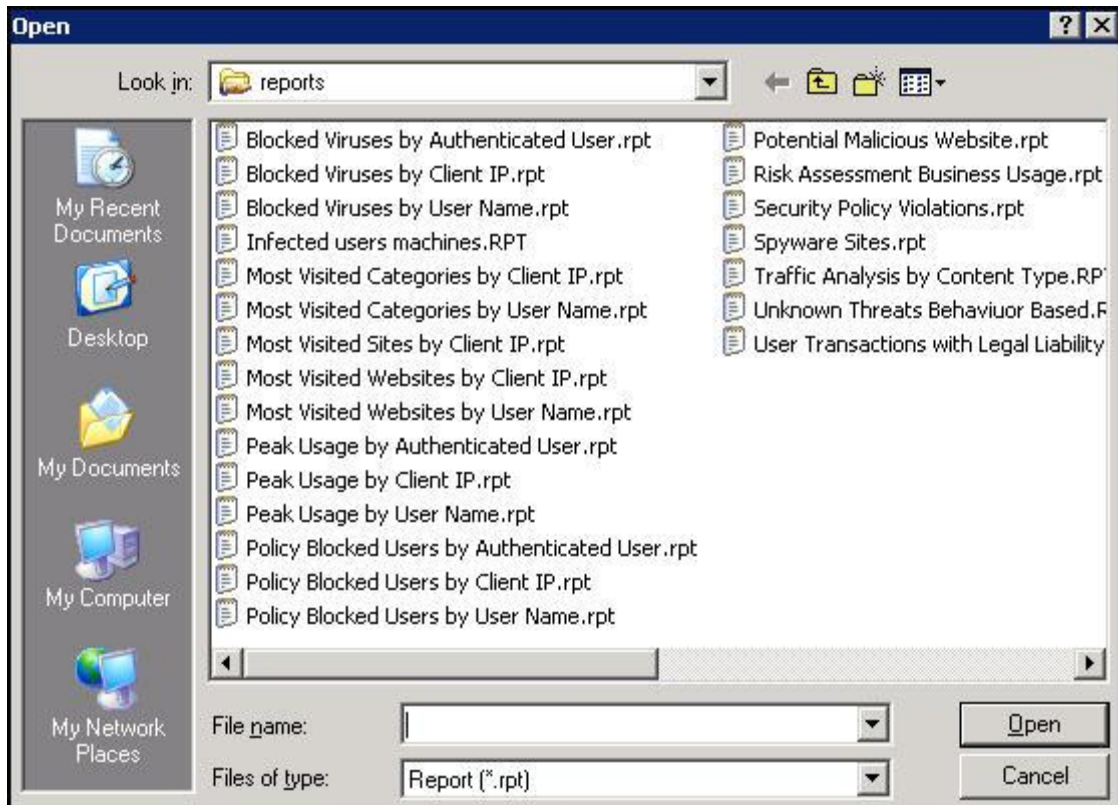 Open
Look in: reports
My Recent
Documents
Desktop
My Documents
My Computer
My Network
Places
Blocked Viruses by Authenticated User.rpt
Blocked Viruses by Client IP.rpt
Blocked Viruses by User Name.rpt
Infected users machines.RPT
Most Visited Categories by Client IP.rpt
Most Visited Categories by User Name.rpt
Most Visited Sites by Client IP.rpt
Most Visited Websites by Client IP.rpt
Most Visited Websites by User Name.rpt
Peak Usage by Authenticated User.rpt
Peak Usage by Client IP.rpt
Peak Usage by User Name.rpt
Policy Blocked Users by Authenticated User.rpt
Policy Blocked Users by Client IP.rpt
Policy Blocked Users by User Name.rpt
Potential Malicious Website.rpt
Risk Assessment Business Usage.rpt
Security Policy Violations.rpt
Spyware Sites.rpt
Traffic Analysis by Content Type.RP
Unknown Threats Behaviuor Based.R
User Transactions with Legal Liability
File name:
Open
Files of type: Report (*.rpt)
Cancel